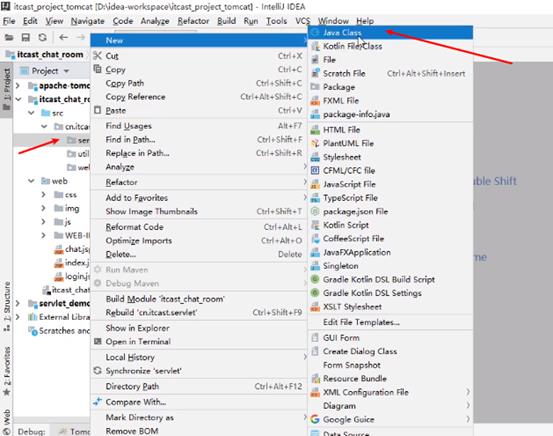 itcast_project_tomcat [D:\idea-workspace\itcast_project_tomcat] - IntelliJ IDEA
File Edit View Navigate Code Analyze Refactor Build Run Tools VCS Window Help
itcast_chat_room
1: Project
Project
apache-tomc
itcast_chat_room
src
cn.itcast
ser
util
we
web
css
img
js
WEB-IN
chat.jsp
index.j
login.js
itcast_ch
servlet_demo
External Libra
Scratches and
7: Structure
2: Favorites
Web
Debug:
Tomc
New
Cut Ctrl+X
Copy Ctrl+C
Copy Path Ctrl+Shift+C
Copy Reference Ctrl+Alt+Shift+C
Paste Ctrl+V
Find Usages Alt+F7
Find in Path... Ctrl+Shift+F
Replace in Path... Ctrl+Shift+R
Analyze
Refactor
Add to Favorites
Show Image Thumbnails Ctrl+Shift+T
Reformat Code Ctrl+Alt+L
Optimize Imports Ctrl+Alt+O
Delete... Delete
Run Maven
Debug Maven
Build Module 'itcast_chat_room'
Rebuild 'cn.itcast.servlet' Ctrl+Shift+F9
Show in Explorer
Open in Terminal
Local History
Synchronize 'servlet'
Directory Path Ctrl+Alt+F12
Compare With... Ctrl+D
Mark Directory as
Remove BOM
Java Class
Kotlin File/Class
File
Scratch File Ctrl+Alt+Shift+Insert
Package
FXML File
package-info.java
HTML File
PlantUML File
Stylesheet
CFML/CFC file
JavaScript File
TypeScript File
package.json File
Kotlin Script
CoffeeScript File
JavaFXApplication
Singleton
Gradle Kotlin DSL Build Script
Gradle Kotlin DSL Settings
XSLT Stylesheet
Edit File Templates...
GUI Form
Create Dialog Class
Form Snapshot
Resource Bundle
XML Configuration File
Diagram
Google Guice
Data Source
uble Shift
me